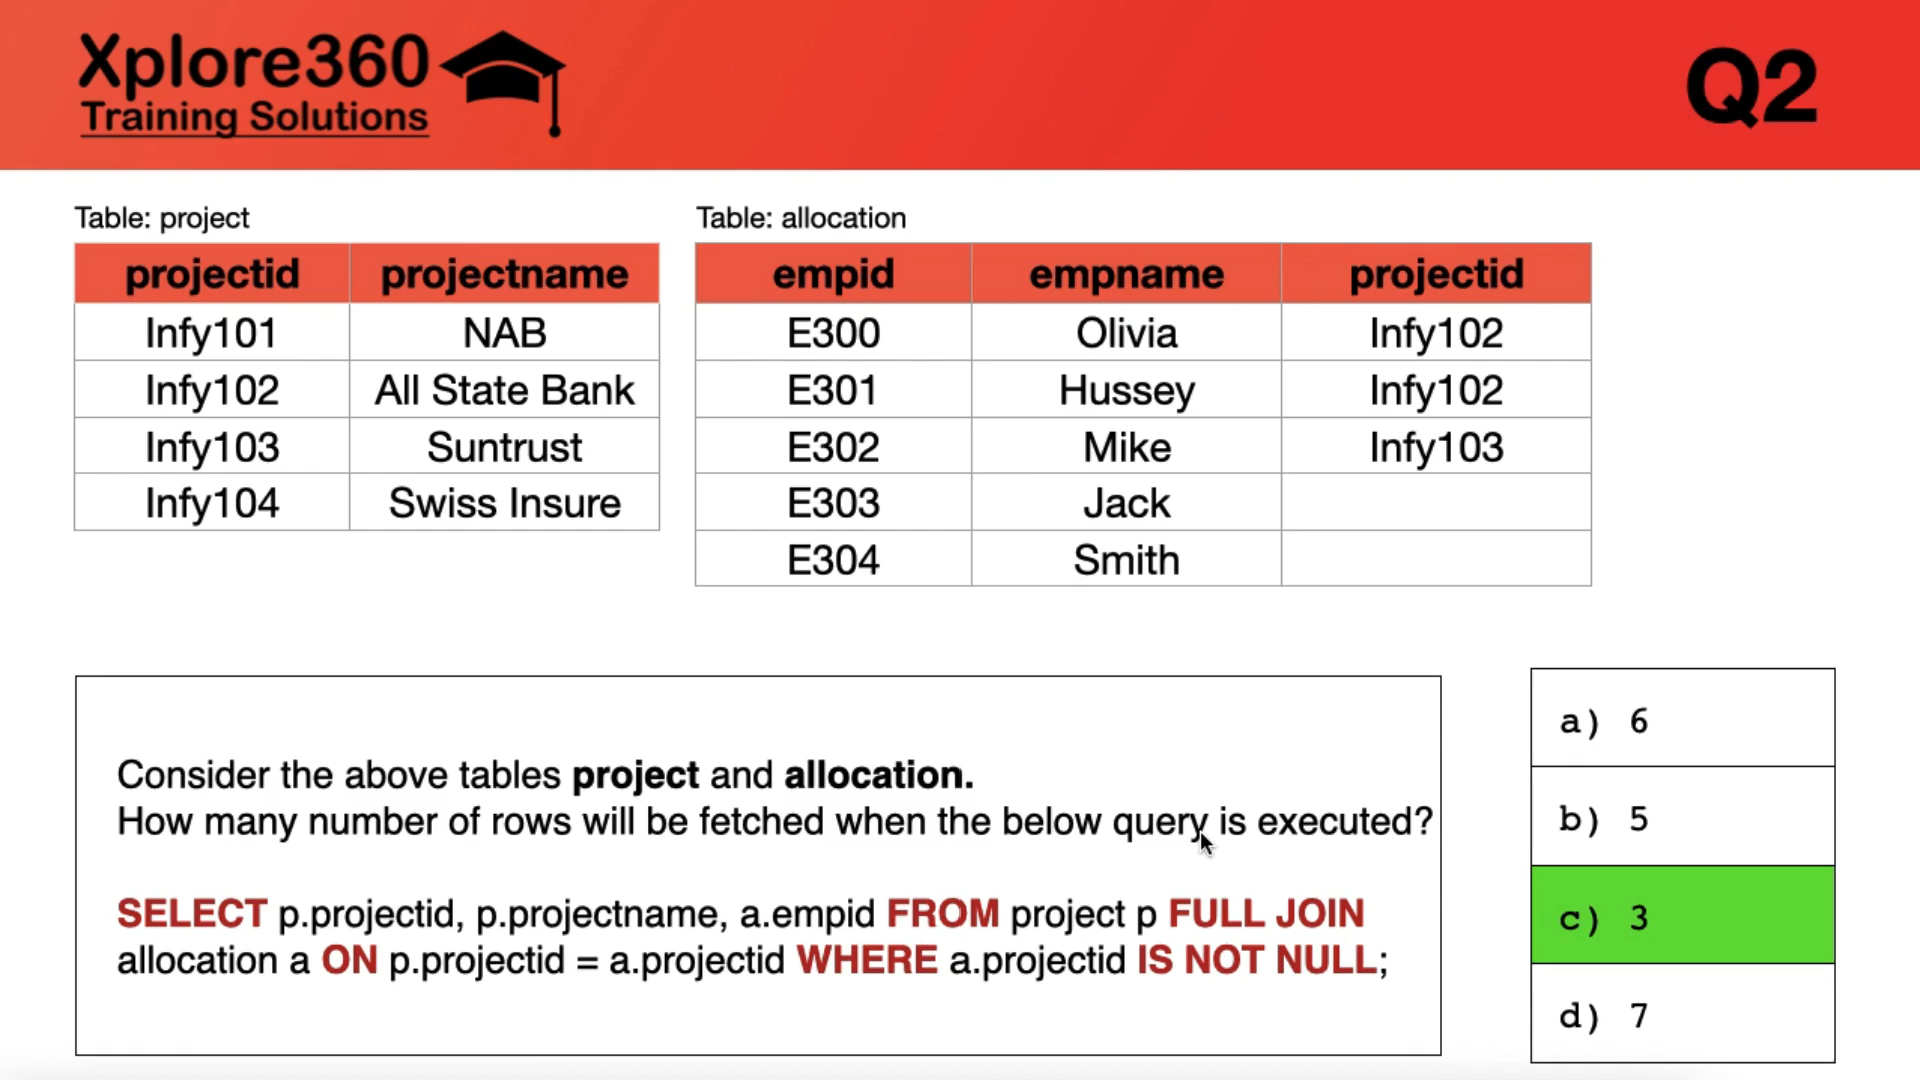 Xplore360
Training Solutions
Q2
Table: project
projectid projectname
Infy101 NAB
Infy102 All State Bank
Infy103 Suntrust
Infy104 Swiss Insure
Table: allocation
empid empname projectid
E300 Olivia Infy102
E301 Hussey Infy102
E302 Mike Infy103
E303 Jack
E304 Smith
Consider the above tables project and allocation.
How many number of rows will be fetched when the below query is executed?
SELECT p.projectid, p.projectname, a.empid FROM project p FULL JOIN
allocation a ON p.projectid = a.projectid WHERE a.projectid IS NOT NULL;
a) 6
b) 5
c) 3
d) 7